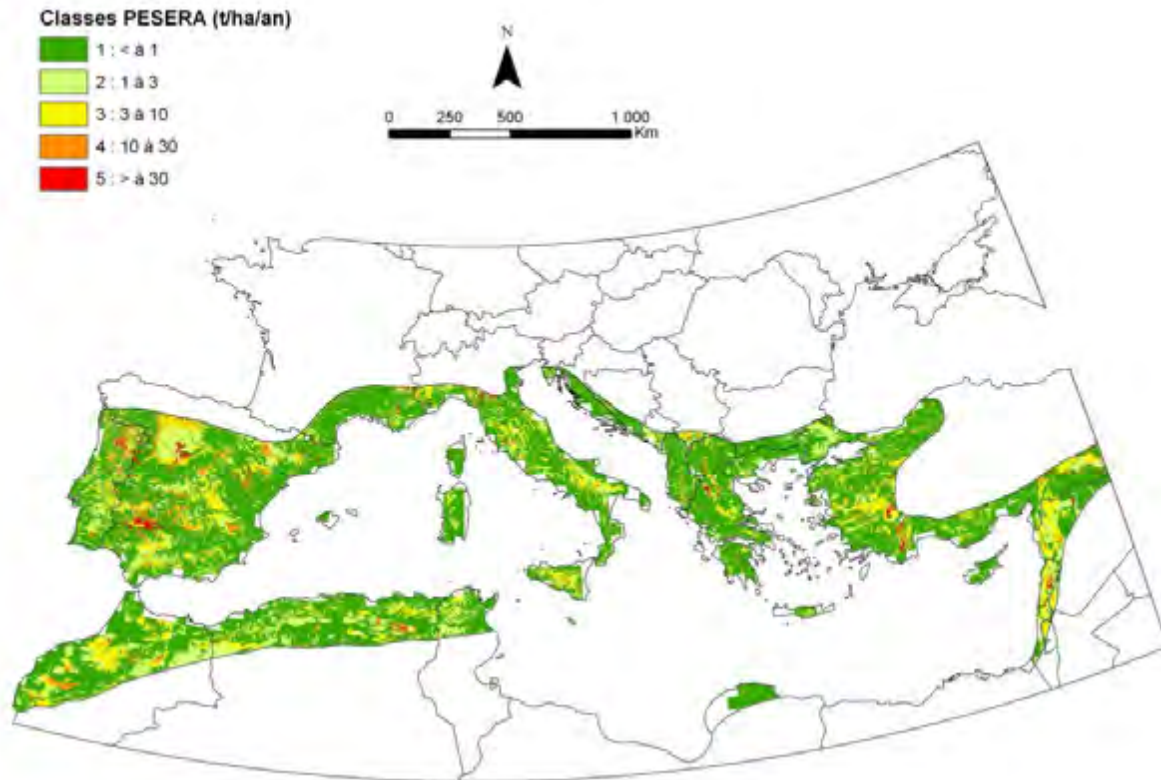 Classes PESERA (t/ha/an)
1 : < à 1
2 : 1 à 3
3 : 3 à 10
4 : 10 à 30
5 : > à 30
N
0 250 500 1 000
Km